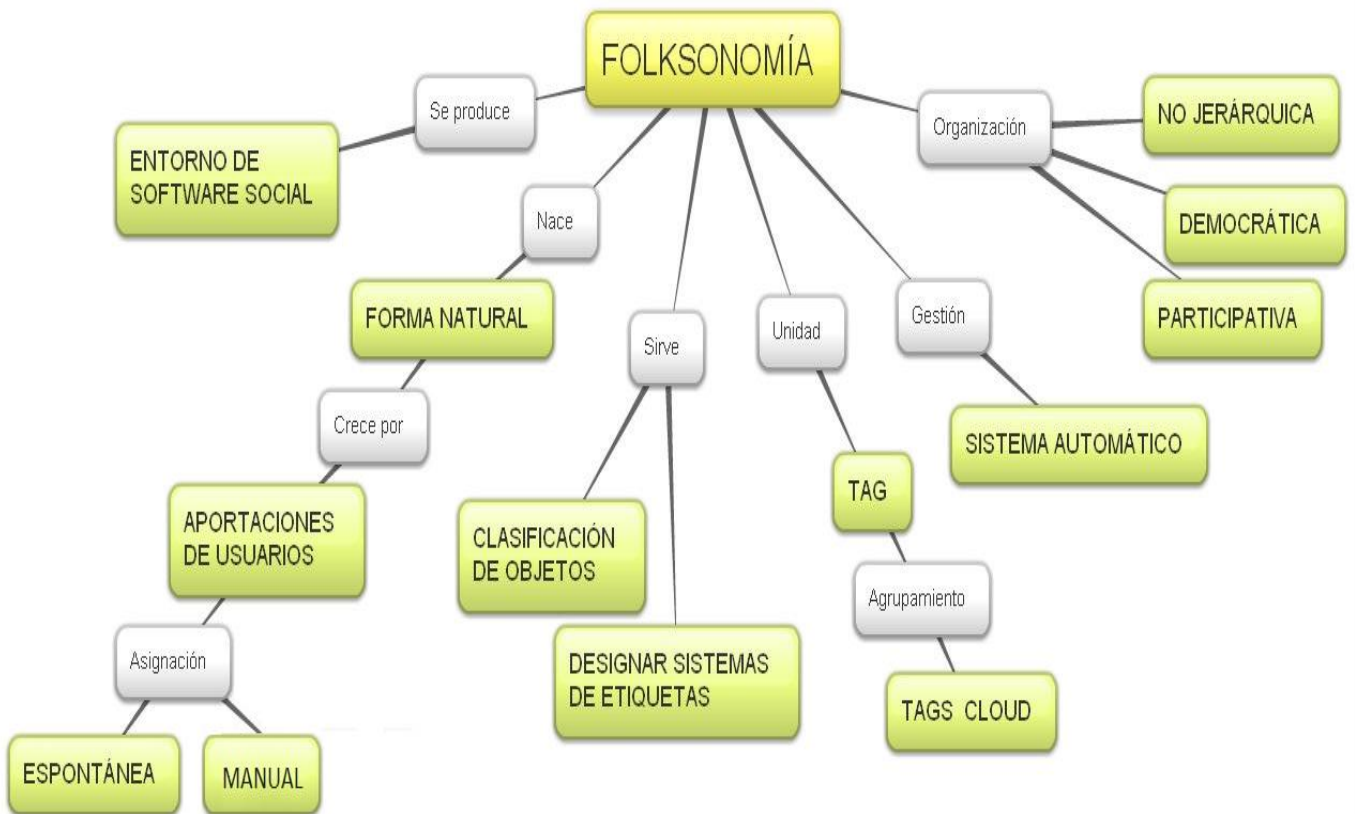 FOLKSONOMÍA
Se produce
ENTORNO DE
SOFTWARE SOCIAL
Nace
FORMA NATURAL
Crece por
APORTACIONES
DE USUARIOS
Asignación
ESPONTÁNEA
MANUAL
Sirve
CLASIFICACIÓN
DE OBJETOS
DESIGNAR SISTEMAS
DE ETIQUETAS
Unidad
TAG
Agrupamiento
TAGS CLOUD
Gestión
SISTEMA AUTOMÁTICO
Organización
NO JERÁRQUICA
DEMOCRÁTICA
PARTICIPATIVA